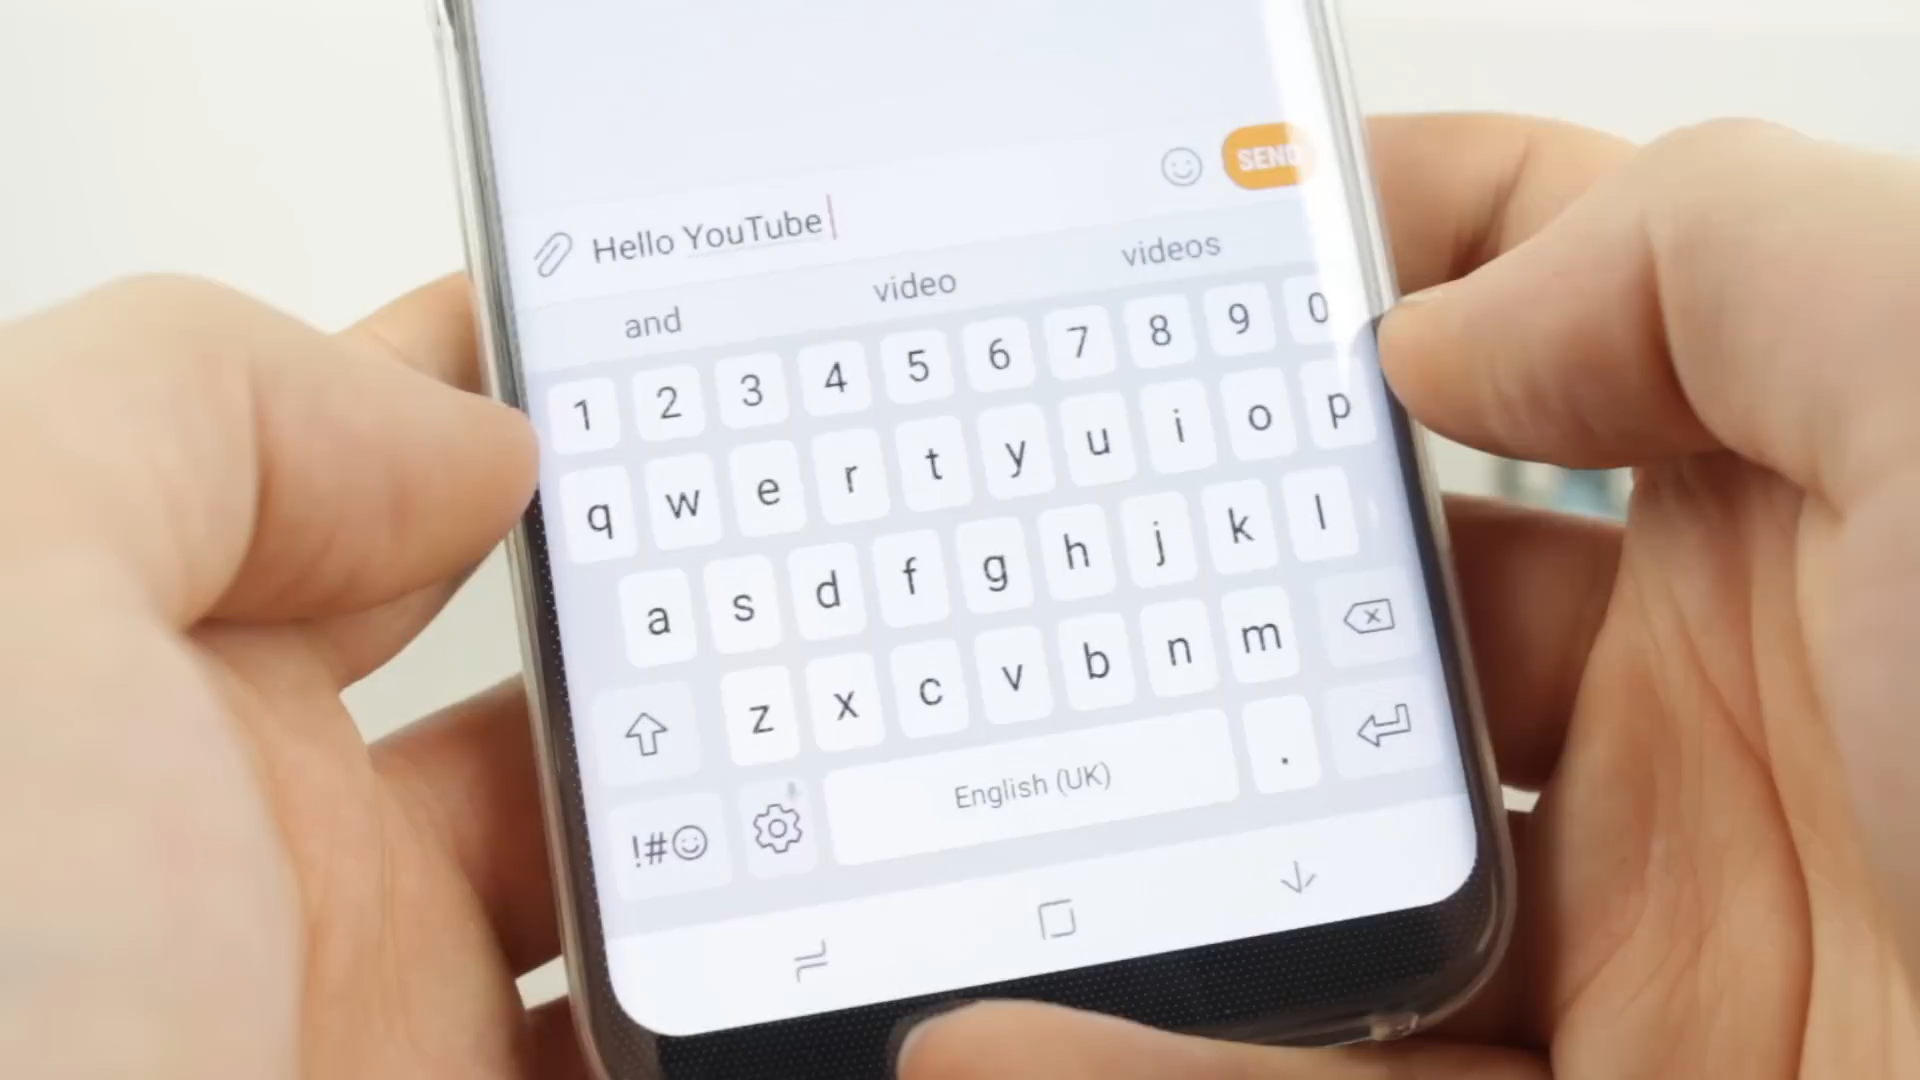 SEND
Hello YouTube
and video videos
1 2 3 4 5 6 7 8 9 0
q w e r t y u i o p
a s d f g h j k l
z x c v b n m
!#☺ English (UK) .